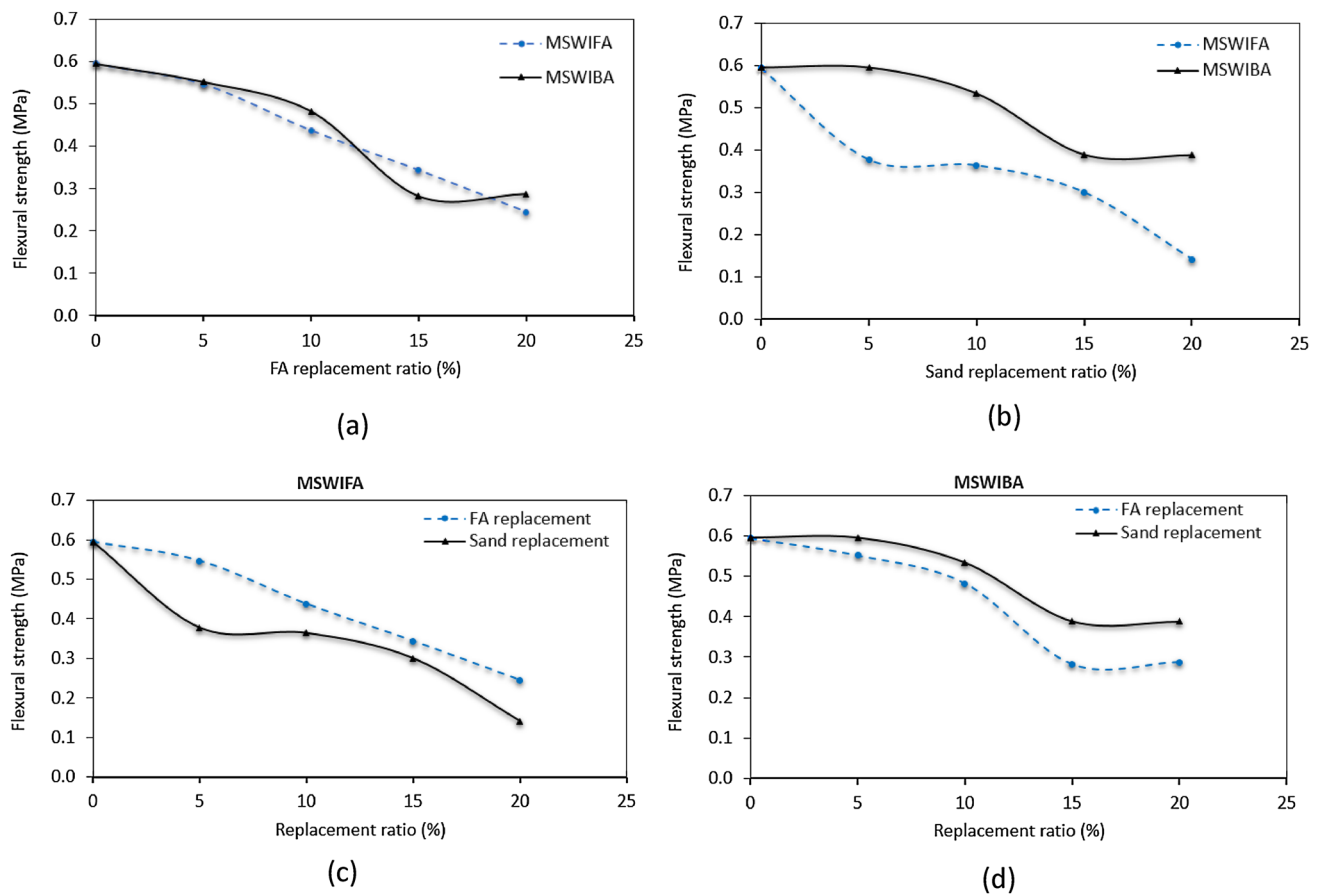 0.7
0.6
0.5
0.4
0.3
0.2
0.1
0.0
Flexural strength (MPa)
MSWIFA
MSWIBA
0 5 10 15 20 25
FA replacement ratio (%)
(a)
0.7
0.6
0.5
0.4
0.3
0.2
0.1
0.0
Flexural strength (MPa)
MSWIFA
MSWIBA
0 5 10 15 20 25
Sand replacement ratio (%)
(b)
MSWIFA
0.7
0.6
0.5
0.4
0.3
0.2
0.1
0.0
Flexural strength (MPa)
FA replacement
Sand replacement
0 5 10 15 20 25
Replacement ratio (%)
(c)
MSWIBA
0.7
0.6
0.5
0.4
0.3
0.2
0.1
0.0
Flexural strength (MPa)
FA replacement
Sand replacement
0 5 10 15 20 25
Replacement ratio (%)
(d)